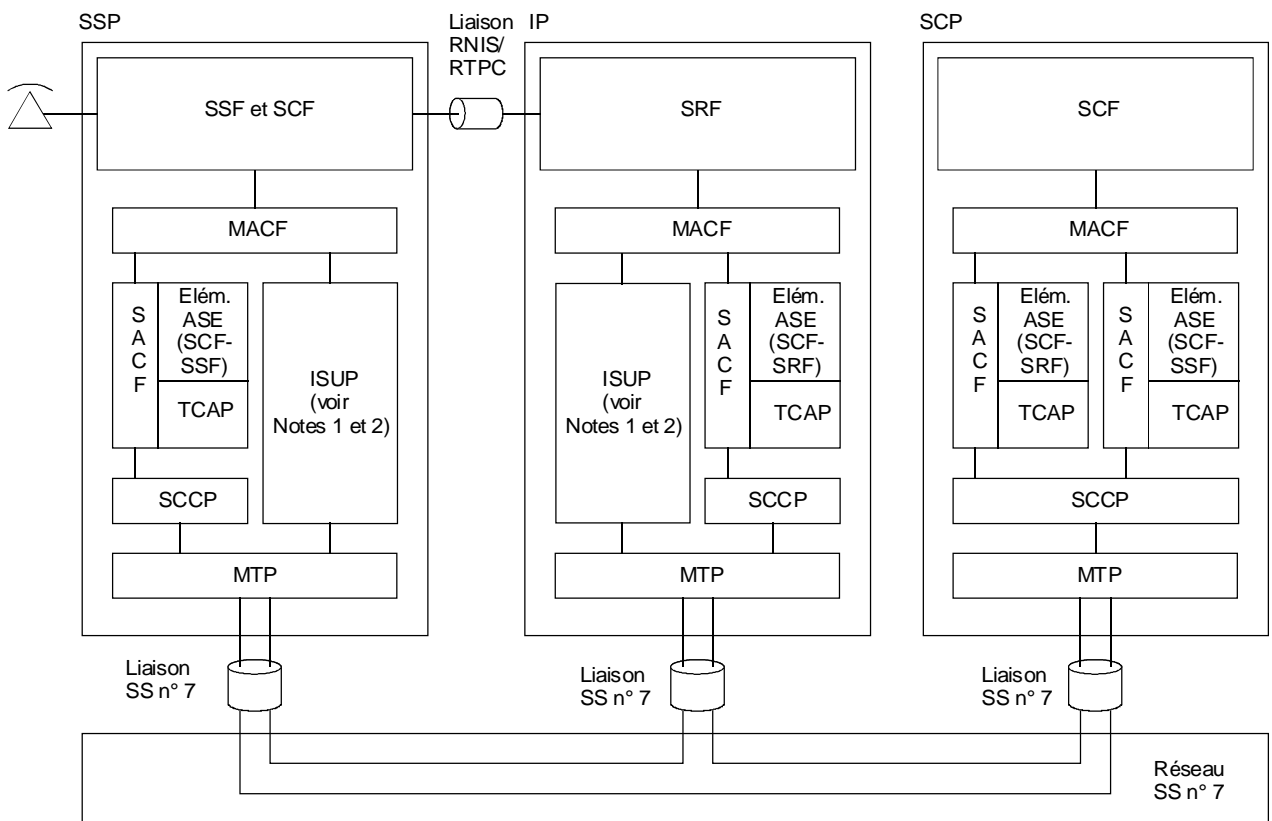 SSP
Liaison
RNIS/
RTPC
IP
SCP
SSF et SCF
SRF
SCF
MACF
MACF
MACF
S
A
C
F
Elém.
ASE
(SCF-
SSF)
TCAP
ISUP
(voir
Notes 1 et 2)
SCCP
MTP
ISUP
(voir
Notes 1 et 2)
S
A
C
F
Elém.
ASE
(SCF-
SRF)
TCAP
SCCP
MTP
S
A
C
F
Elém.
ASE
(SCF-
SRF)
TCAP
S
A
C
F
Elém.
ASE
(SCF-
SSF)
TCAP
SCCP
MTP
Liaison
SS n° 7
Liaison
SS n° 7
Liaison
SS n° 7
Réseau
SS n° 7